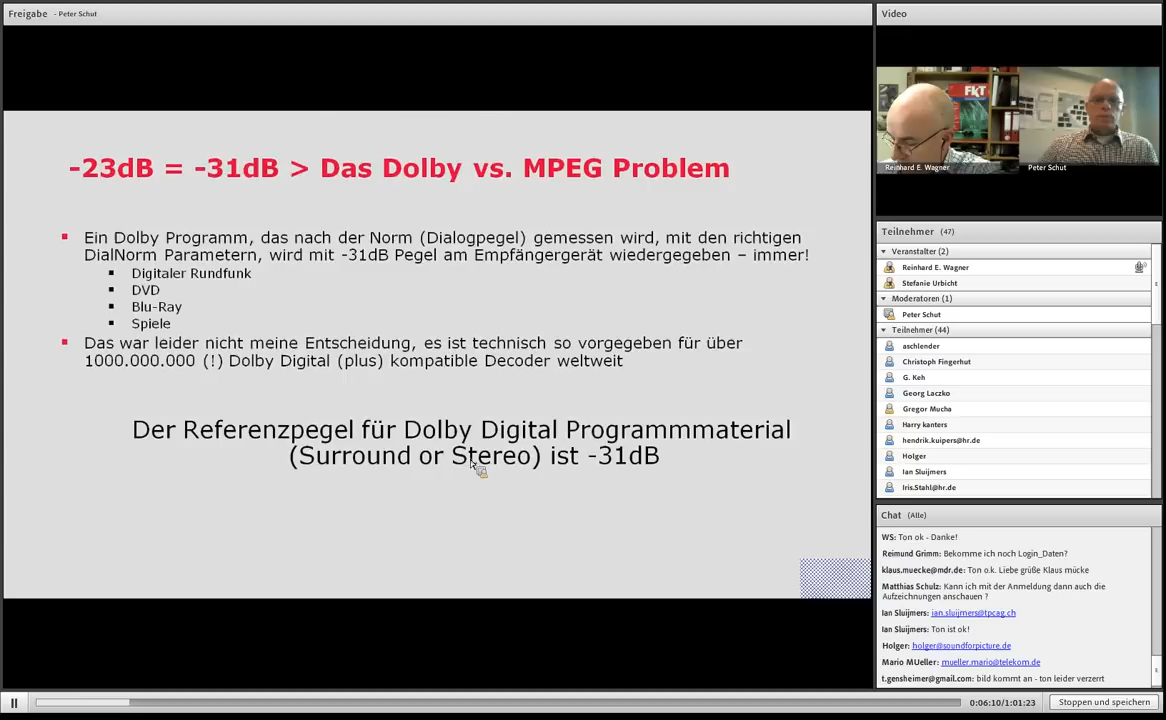 Freigabe - Peter Schut
-23dB = -31dB > Das Dolby vs. MPEG Problem
Ein Dolby Programm, das nach der Norm (Dialogpegel) gemessen wird, mit den richtigen
DialNorm Parametern, wird mit -31dB Pegel am Empfängergerät wiedergegeben – immer!
Digitaler Rundfunk
DVD
Blu-Ray
Spiele
Das war leider nicht meine Entscheidung, es ist technisch so vorgegeben für über
1000.000.000 (!) Dolby Digital (plus) kompatible Decoder weltweit
Der Referenzpegel für Dolby Digital Programmmaterial
(Surround or Stereo) ist -31dB
Video
FKT
Reinhard E. Wagner
Peter Schut
Teilnehmer (47)
Veranstalter (2)
Reinhard E. Wagner
Stefanie Urbicht
Moderatoren (1)
Peter Schut
Teilnehmer (44)
aschlender
Christoph Fingerhut
G. Keh
Georg Laczko
Gregor Mucha
Harry kanters
hendrik.kuipers@hr.de
Holger
Ian Sluijmers
Iris.Stahl@hr.de
Chat (Alle)
WS: Ton ok - Danke!
Reimund Grimm: Bekomme ich noch Login_Daten?
klaus.muecke@mdr.de: Ton o.k. Liebe grüße Klaus mücke
Matthias Schulz: Kann ich mit der Anmeldung dann auch die
Aufzeichnungen anschauen ?
Ian Sluijmers: ian.sluijmers@tpcag.ch
Ian Sluijmers: Ton ist ok!
Holger: holger@soundforpicture.de
Mario MUeller: mueller.mario@telekom.de
t.gensheimer@gmail.com: bild kommt an - ton leider verzerrt
0:06:10/1:01:23
Stoppen und speichern